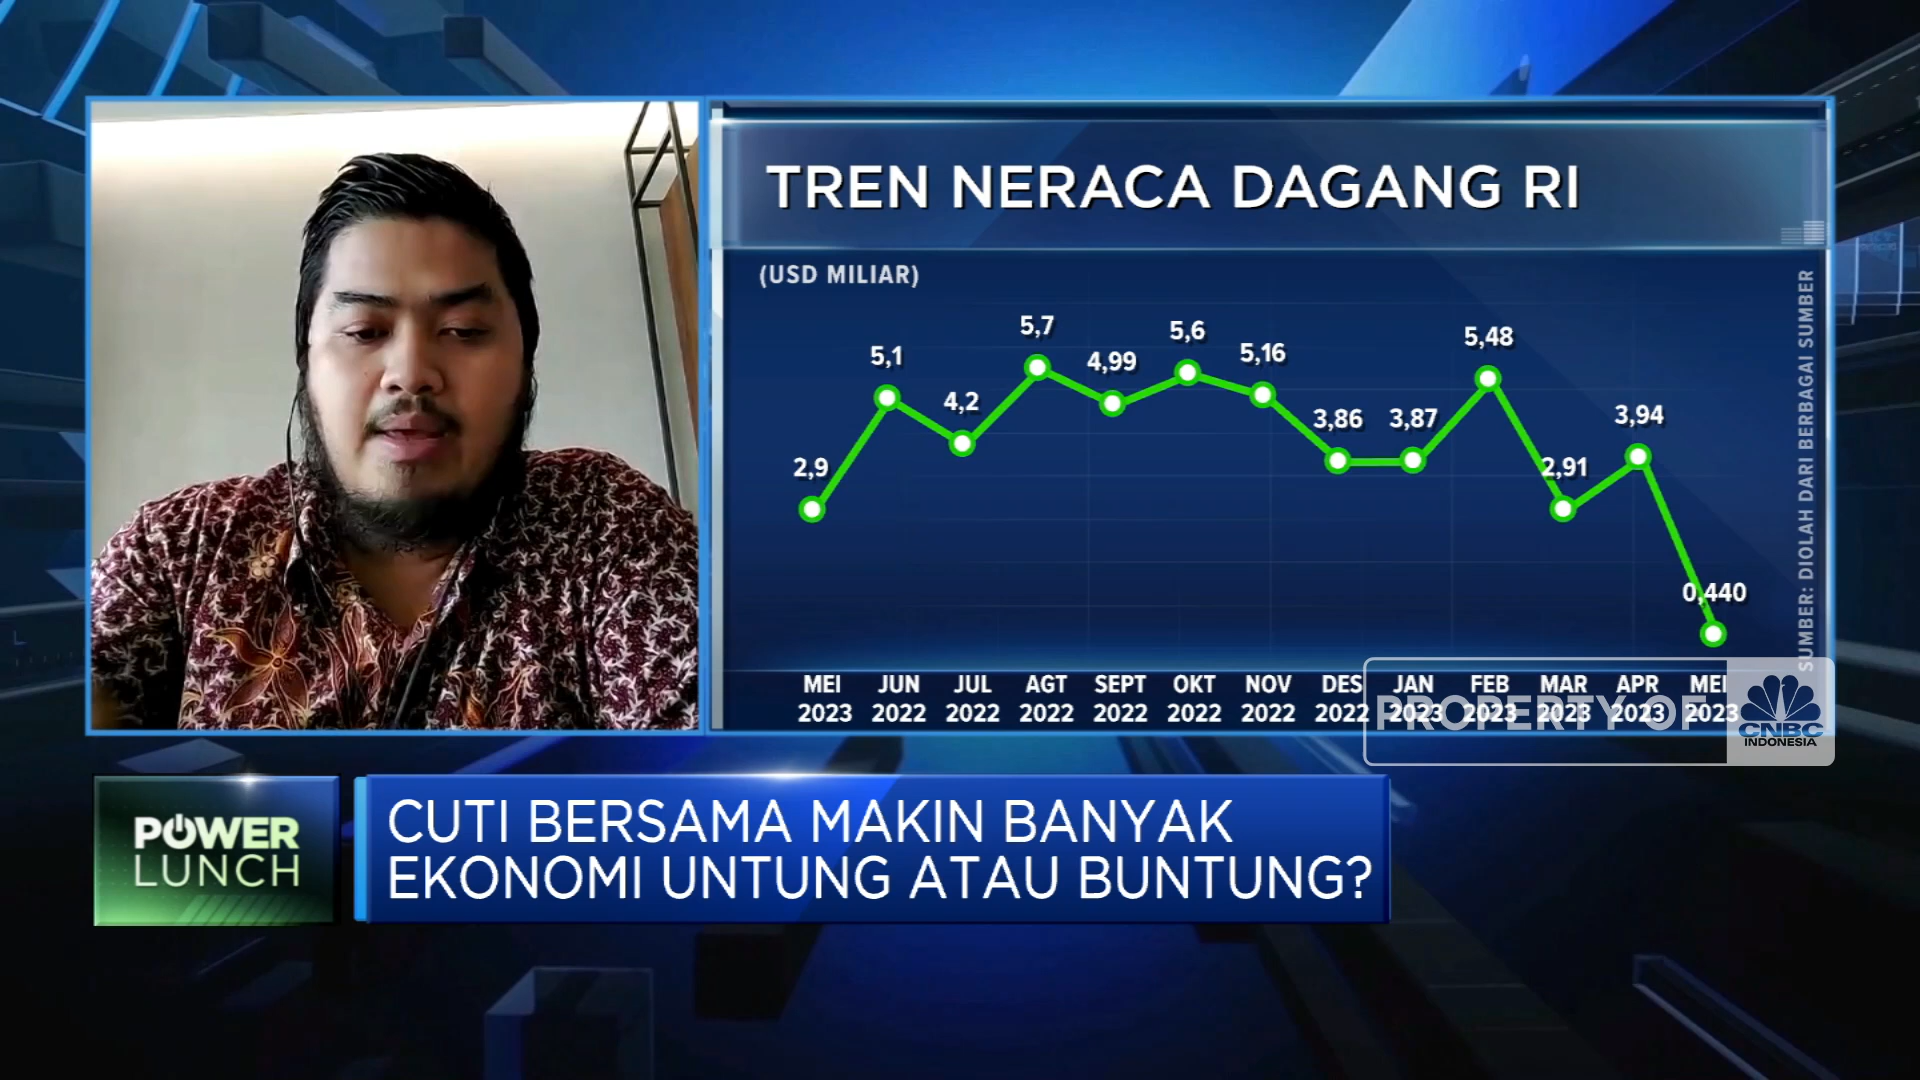 TREN NERACA DAGANG RI
(USD MILIAR)
2,9
5,1
4,2
5,7
4,99
5,6
5,16
3,86
3,87
5,48
2,91
3,94
0,440
MEI JUN JUL AGT SEPT OKT NOV DES JAN FEB MAR APR MEI
2023 2022 2022 2022 2022 2022 2022 2022 2023 2023 2023 2023 2023
SUMBER: DIOLAH DARI BERBAGAI SUMBER
PROPERTY OF
CNBC
INDONESIA
POWER
LUNCH
CUTI BERSAMA MAKIN BANYAK
EKONOMI UNTUNG ATAU BUNTUNG?